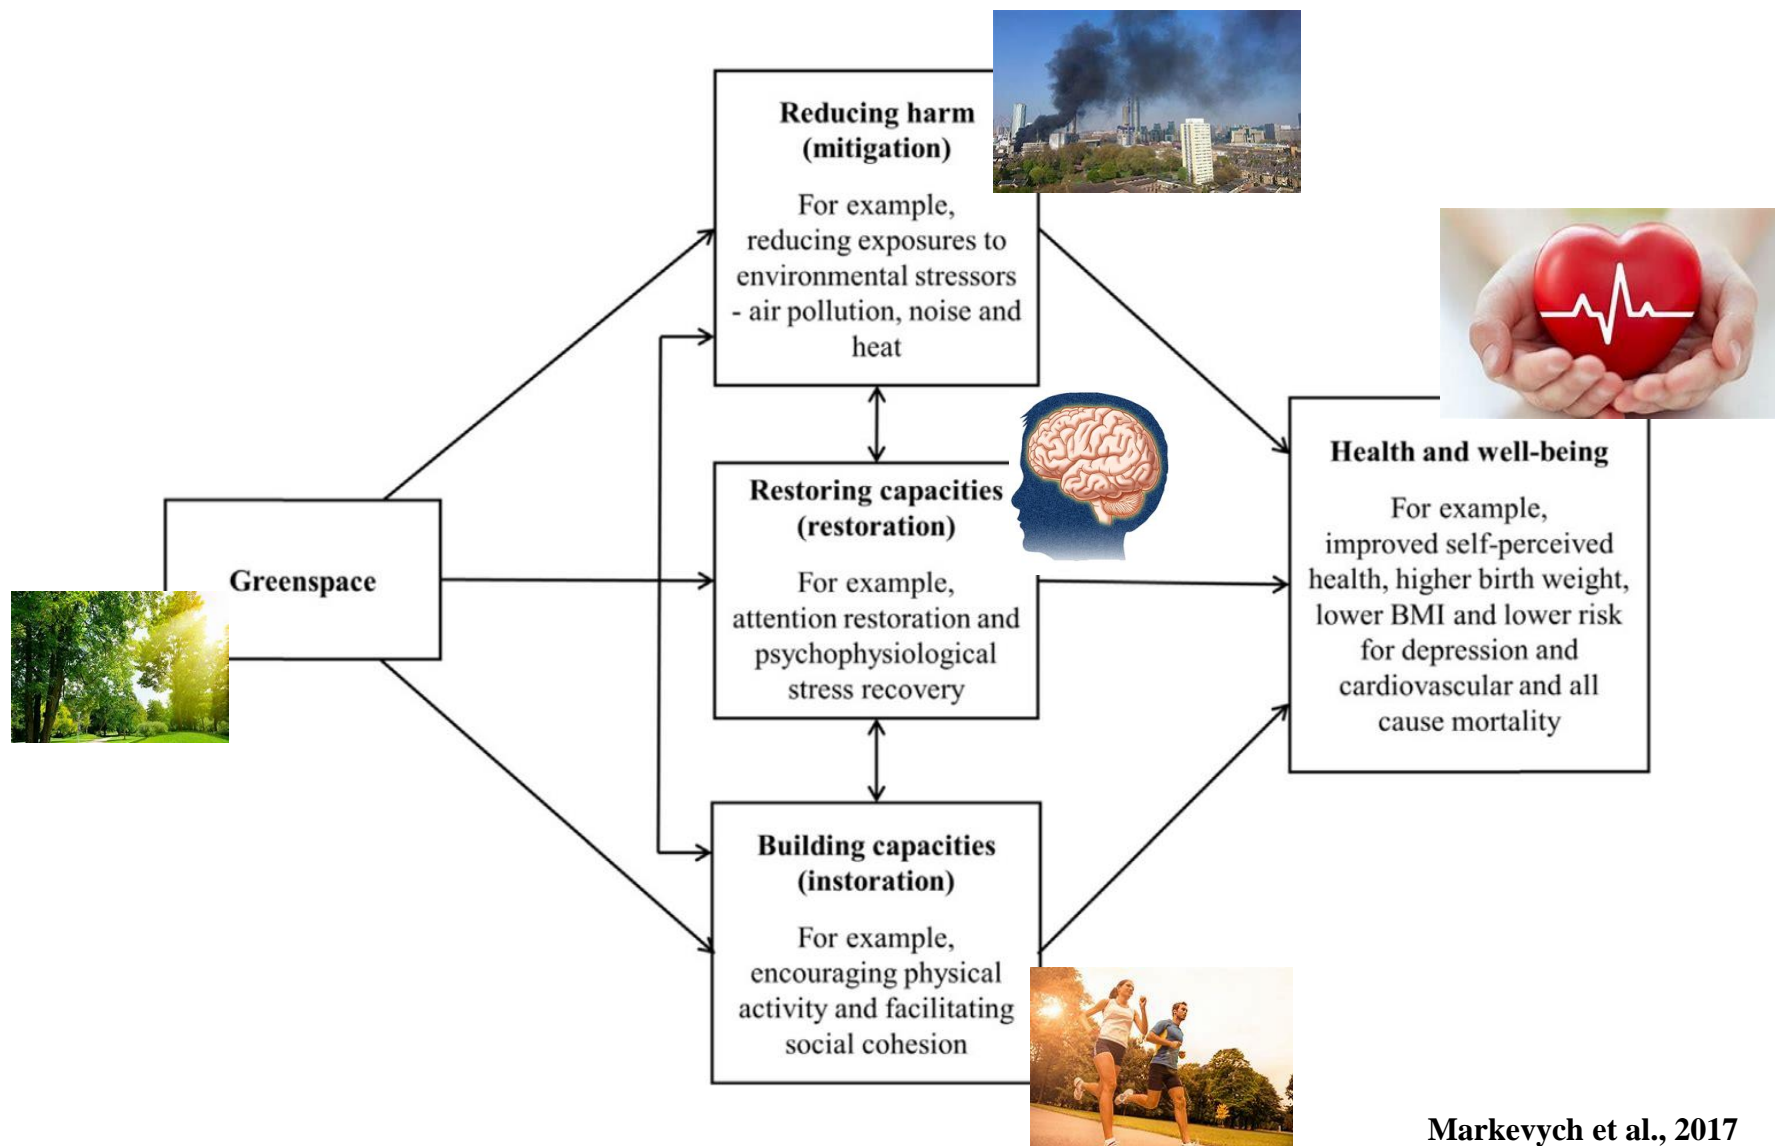 Reducing harm
(mitigation)
For example,
reducing exposures to
environmental stressors
- air pollution, noise and
heat
Greenspace
Restoring capacities
(restoration)
For example,
attention restoration and
psychophysiological
stress recovery
Building capacities
(instoration)
For example,
encouraging physical
activity and facilitating
social cohesion
Health and well-being
For example,
improved self-perceived
health, higher birth weight,
lower BMI and lower risk
for depression and
cardiovascular and all
cause mortality
Markevych et al., 2017